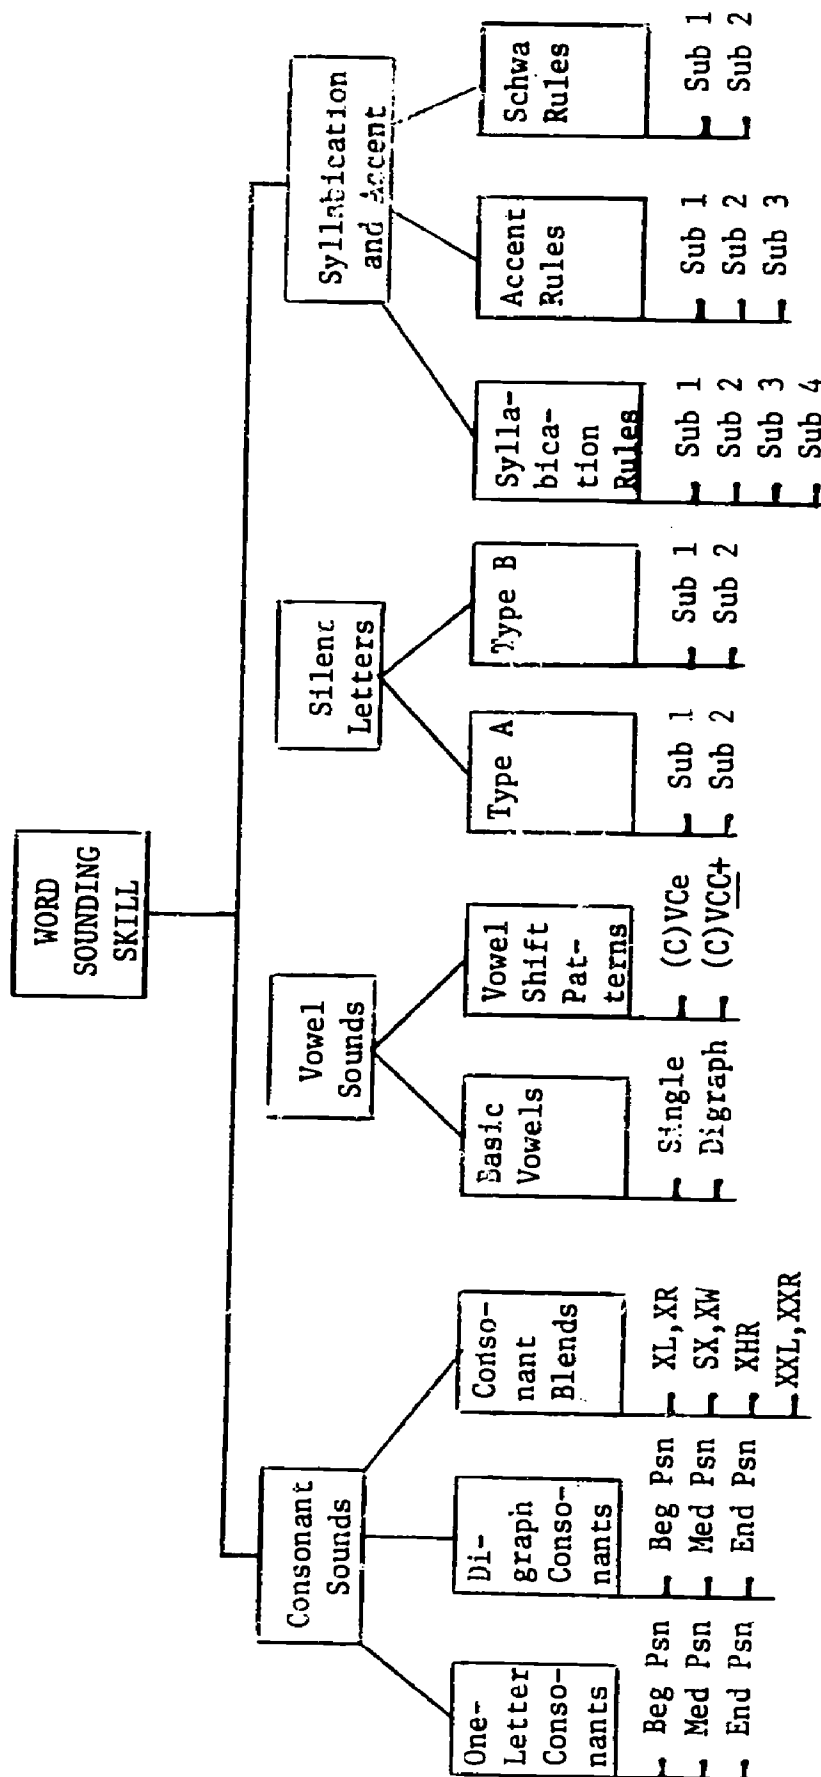 WORD
SOUNDING
SKILL
Consonant
Sounds
Vowel
Sounds
Silent
Letters
Syllabication
and Accent
One-
Letter
Conso-
nants
Di-
graph
Conso-
nants
Conso-
nant
Blends
Basic
Vowels
Vowel
Shift
Pat-
terns
Type A
Type B
Sylla-
bica-
tion
Rules
Accent
Rules
Schwa
Rules
Beg Psn
Med Psn
End Psn
Beg Psn
Med Psn
End Psn
XL,XR
SX,XW
XHR
XXL,XXR
Single
Digraph
(C)VCe
(C)VCC+
Sub 1
Sub 2
Sub 1
Sub 2
Sub 1
Sub 2
Sub 3
Sub 4
Sub 1
Sub 2
Sub 3
Sub 1
Sub 2